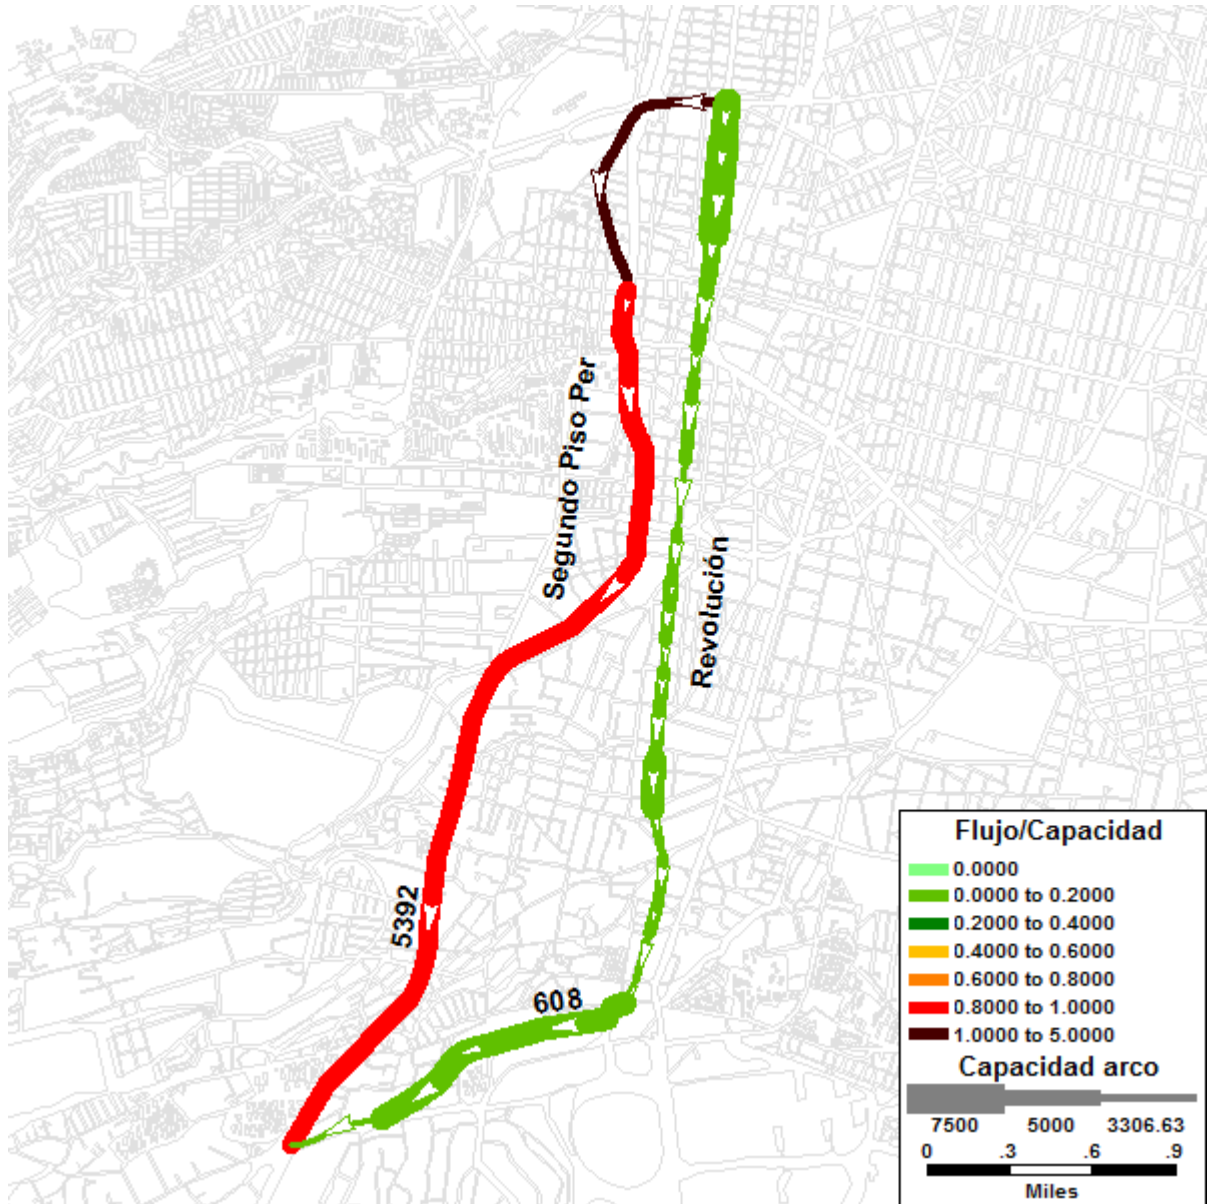 Segundo Piso Per
Revolución
5392
608
Flujo/Capacidad
0.0000
0.0000 to 0.2000
0.2000 to 0.4000
0.4000 to 0.6000
0.6000 to 0.8000
0.8000 to 1.0000
1.0000 to 5.0000
Capacidad arco
7500 5000 3306.63
0 .3 .6 .9
Miles